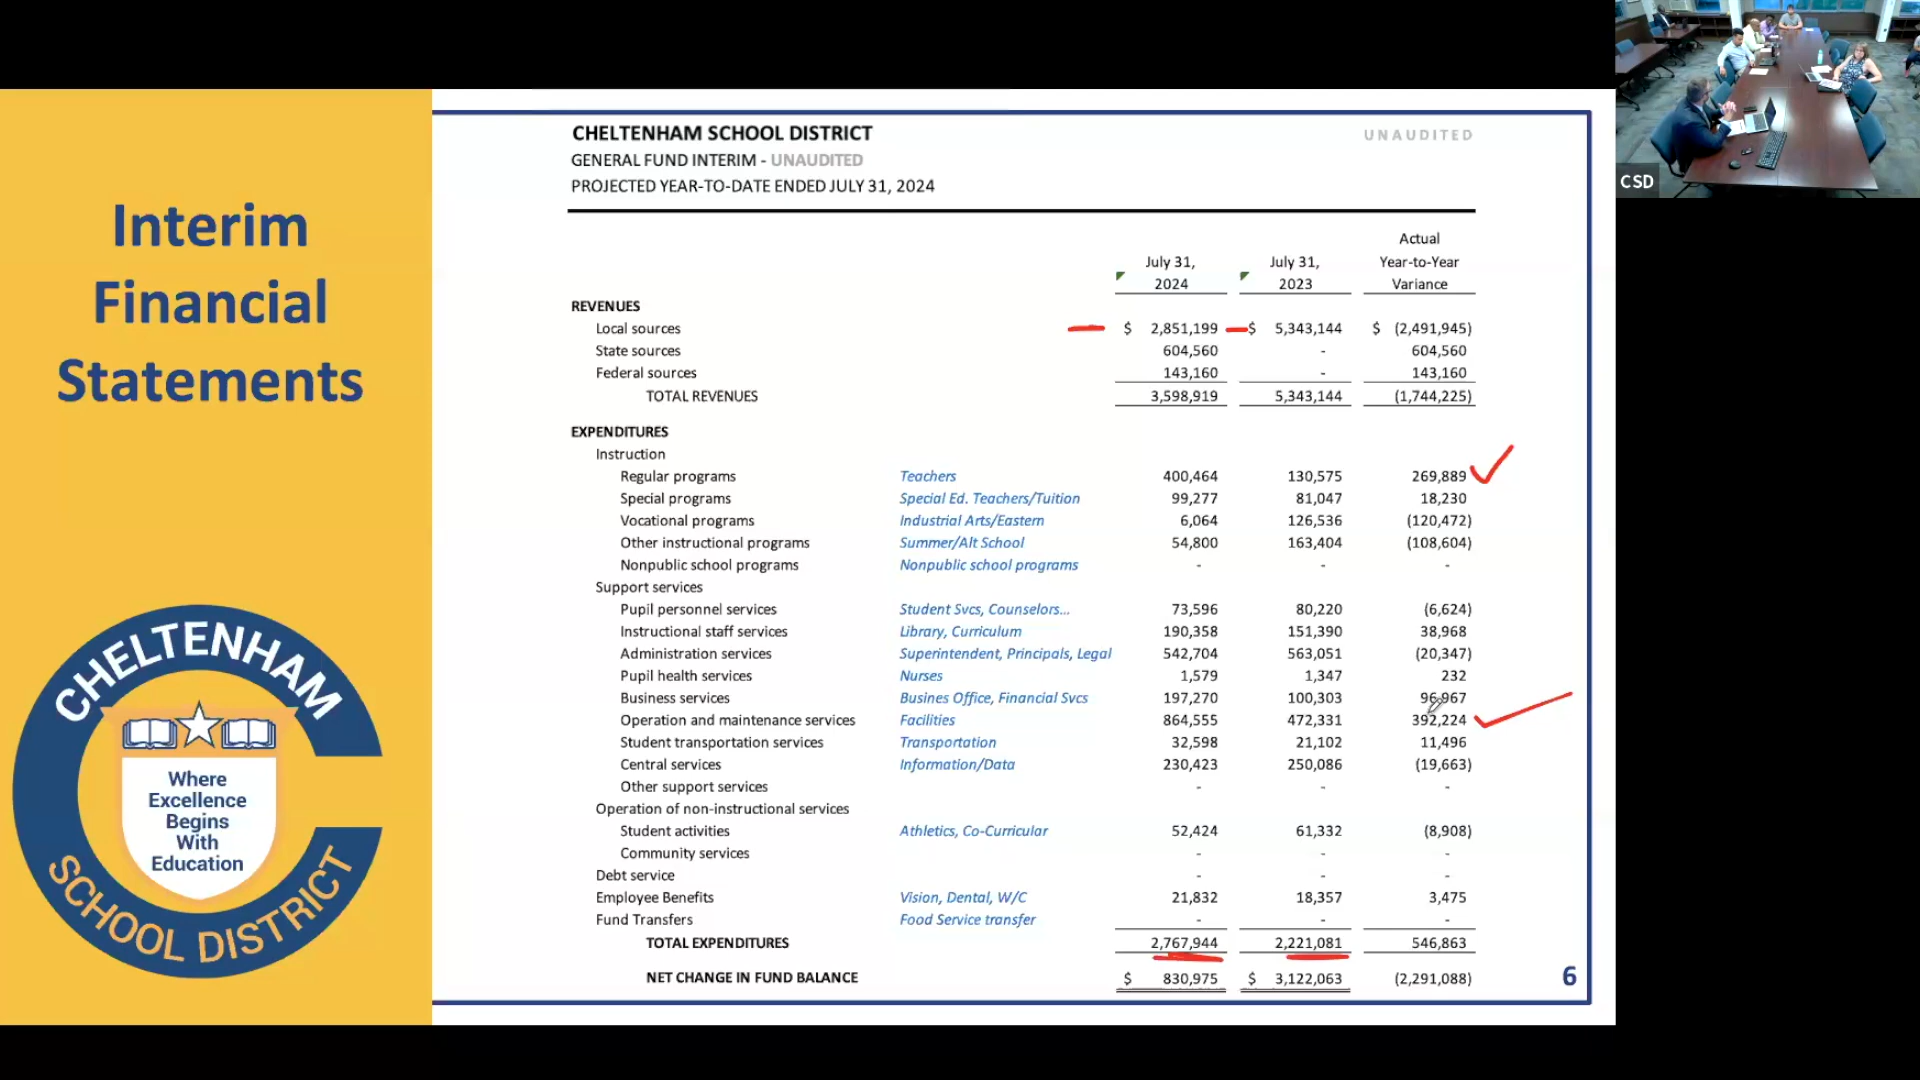 Interim
Financial
Statements
CHELTENHAM
Where
Excellence
Begins
With
Education
SCHOOL DISTRICT
CHELTENHAM SCHOOL DISTRICT UNAUDITED
GENERAL FUND INTERIM - UNAUDITED
PROJECTED YEAR-TO-DATE ENDED JULY 31, 2024
Actual
July 31, July 31, Year-to-Year
2024 2023 Variance
REVENUES
Local sources $ 2,851,199 $ 5,343,144 $ (2,491,945)
State sources 604,560 - 604,560
Federal sources 143,160 - 143,160
TOTAL REVENUES 3,598,919 5,343,144 (1,744,225)
EXPENDITURES
Instruction
Regular programs Teachers 400,464 130,575 269,889
Special programs Special Ed. Teachers/Tuition 99,277 81,047 18,230
Vocational programs Industrial Arts/Eastern 6,064 126,536 (120,472)
Other instructional programs Summer/Alt School 54,800 163,404 (108,604)
Nonpublic school programs Nonpublic school programs - - -
Support services
Pupil personnel services Student Svcs, Counselors... 73,596 80,220 (6,624)
Instructional staff services Library, Curriculum 190,358 151,390 38,968
Administration services Superintendent, Principals, Legal 542,704 563,051 (20,347)
Pupil health services Nurses 1,579 1,347 232
Business services Busines Office, Financial Svcs 197,270 100,303 96,967
Operation and maintenance services Facilities 864,555 472,331 392,224
Student transportation services Transportation 32,598 21,102 11,496
Central services Information/Data 230,423 250,086 (19,663)
Other support services - - -
Operation of non-instructional services
Student activities Athletics, Co-Curricular 52,424 61,332 (8,908)
Community services - - -
Debt service - - -
Employee Benefits Vision, Dental, W/C 21,832 18,357 3,475
Fund Transfers Food Service transfer - - -
TOTAL EXPENDITURES 2,767,944 2,221,081 546,863
NET CHANGE IN FUND BALANCE $ 830,975 $ 3,122,063 (2,291,088)
6
CSD